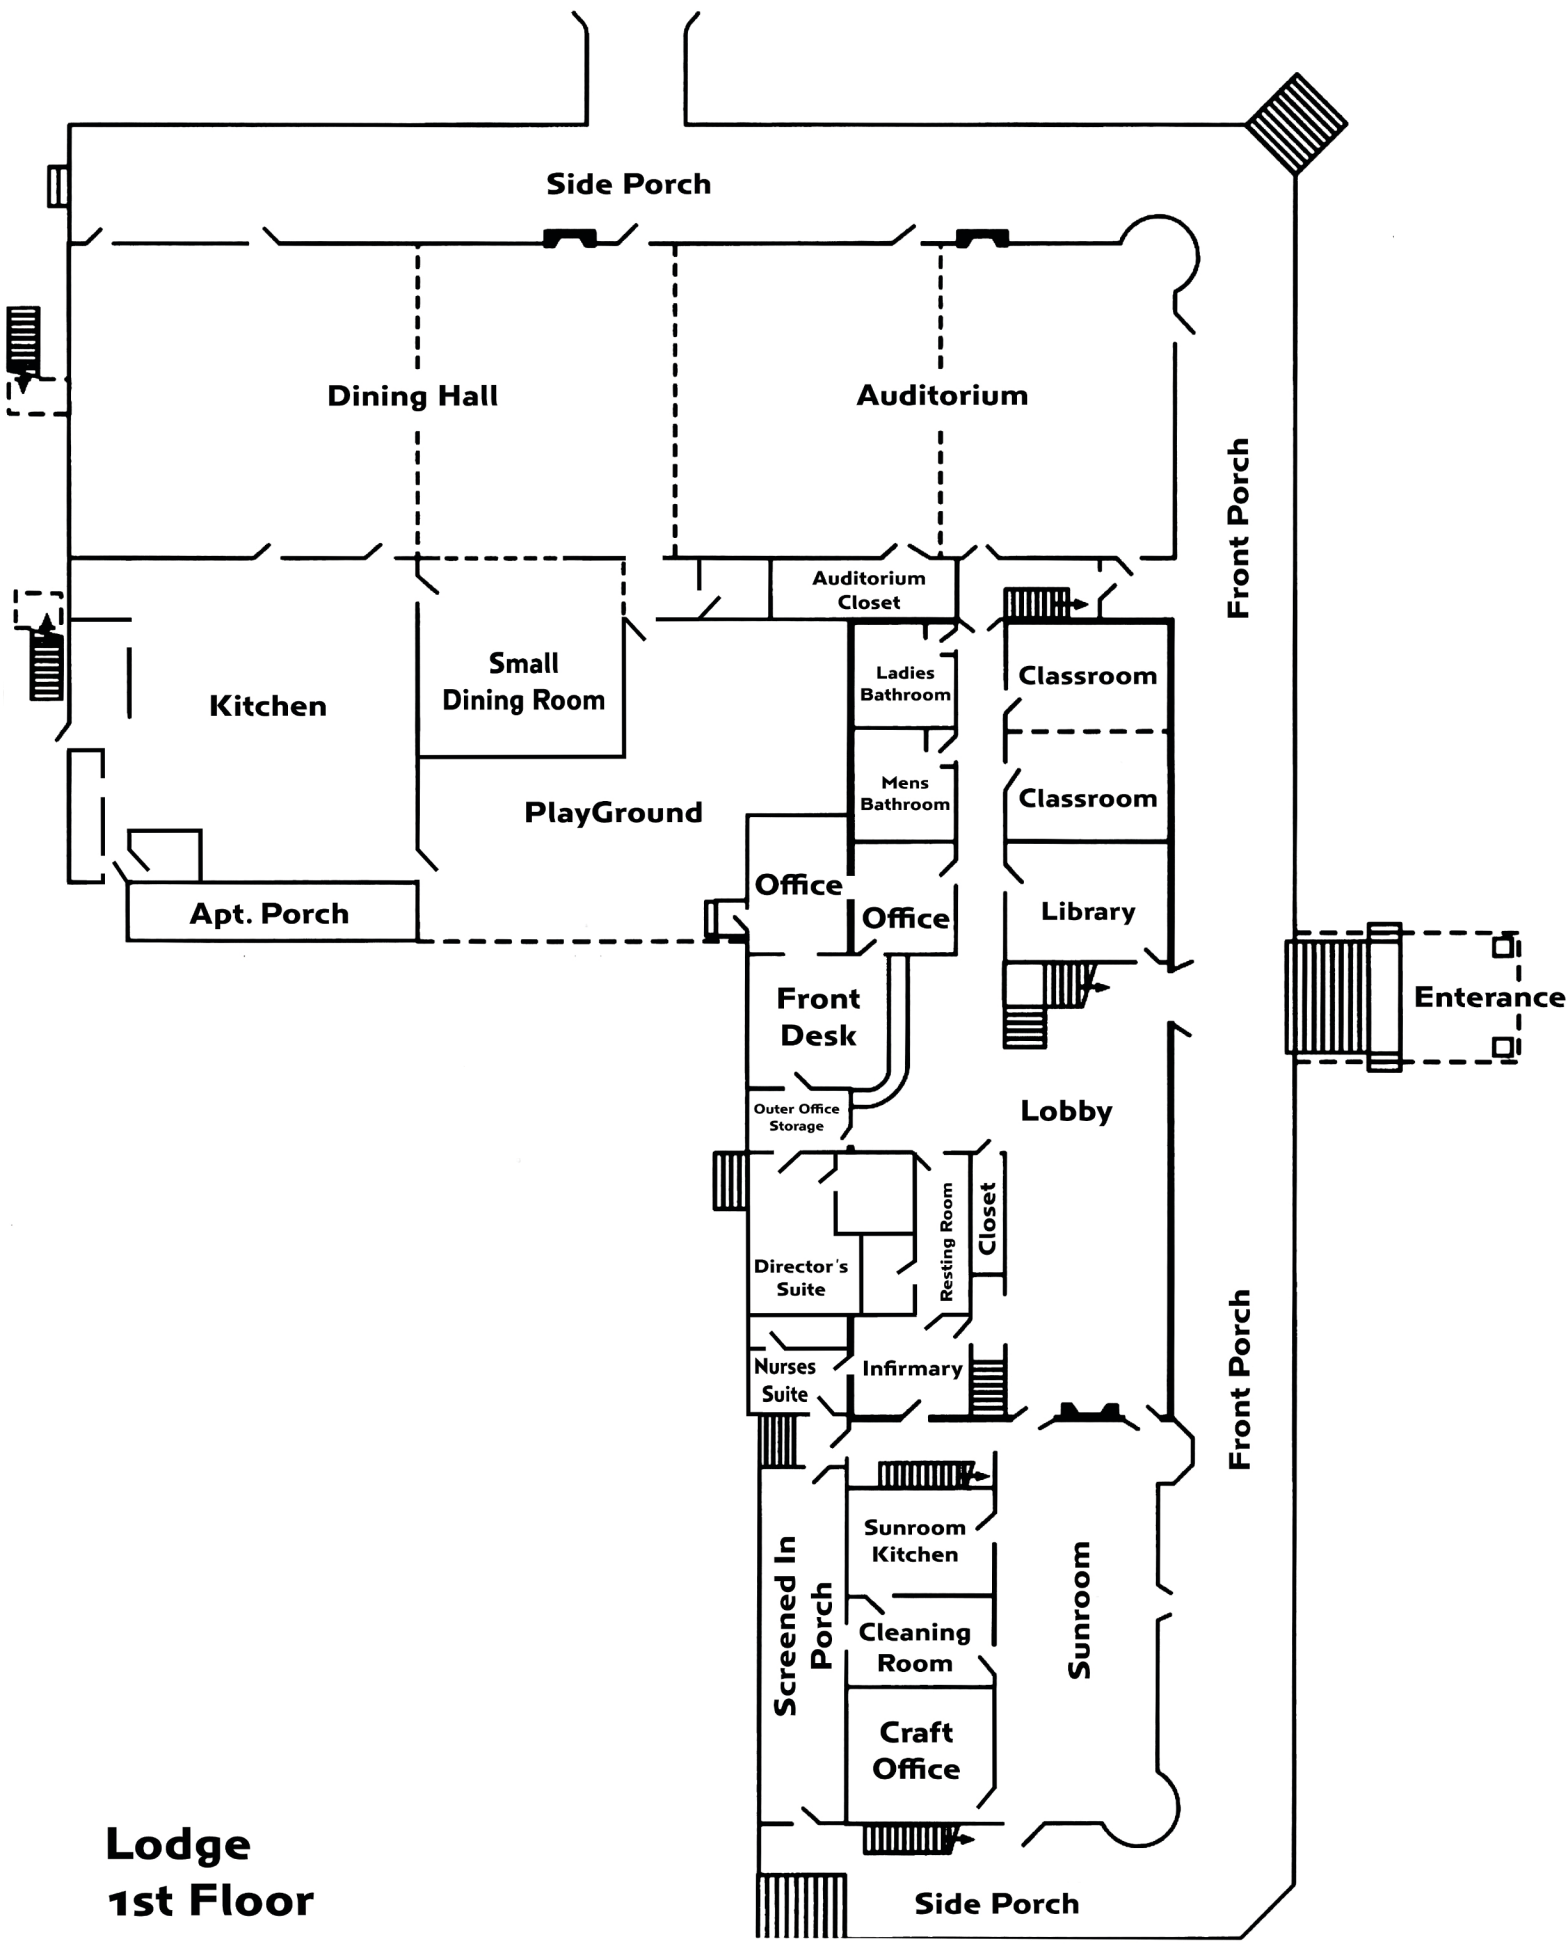 Side Porch
Dining Hall
Auditorium
Front Porch
Auditorium
Closet
Small
Dining Room
Kitchen
Ladies
Bathroom
Classroom
Mens
Bathroom
Classroom
PlayGround
Office
Office
Library
Apt. Porch
Front
Desk
Enterance
Outer Office
Storage
Lobby
Resting Room
Closet
Director's
Suite
Front Porch
Nurses
Suite
Infirmary
Sunroom
Kitchen
Screened In
Porch
Sunroom
Cleaning
Room
Craft
Office
Lodge
1st Floor
Side Porch